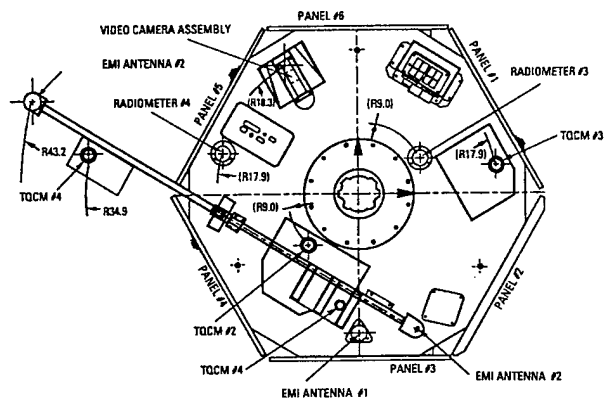 PANEL #6
VIDEO CAMERA ASSEMBLY
EMI ANTENNA #2
PANEL #1
RADIOMETER #3
RADIOMETER #4
PANEL #5
(R18.3)
(R9.0)
TQCM #3
(R17.9)
R43.2
(R17.9)
TQCM #4
R34.9
(R9.0)
PANEL #4
PANEL #2
TQCM #2
TQCM #4
PANEL #3
EMI ANTENNA #2
EMI ANTENNA #1